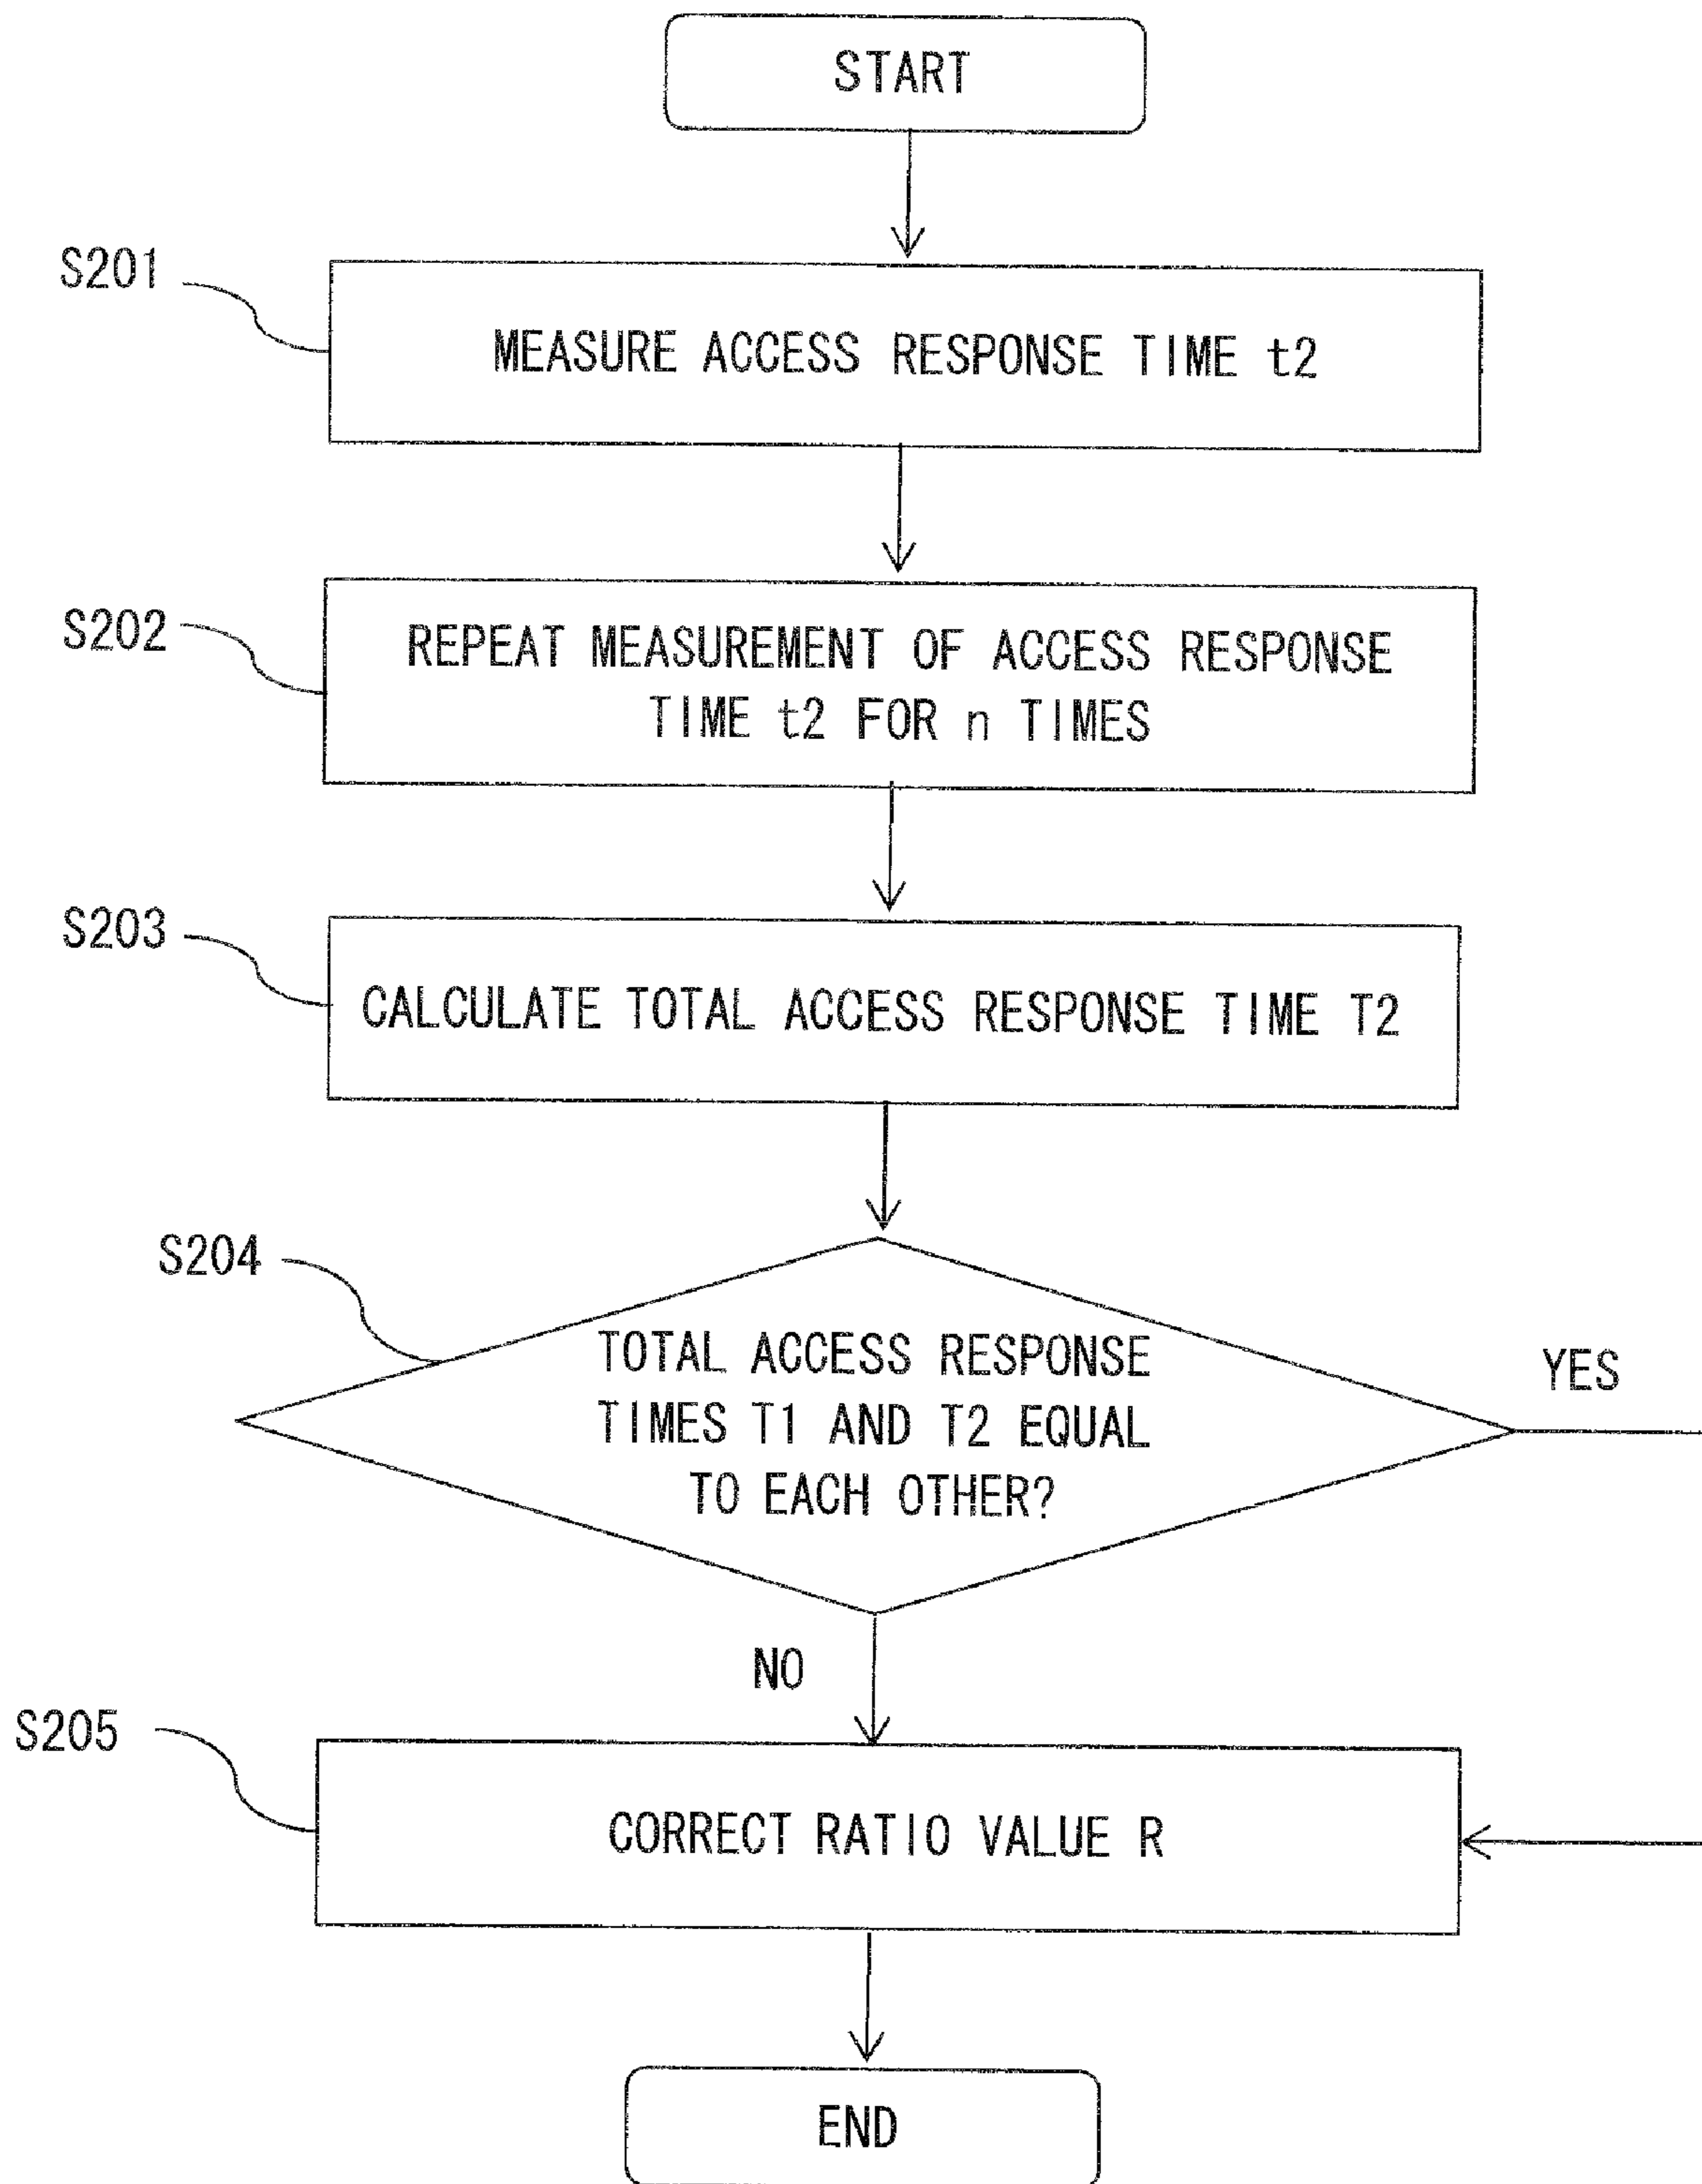 START
S201
MEASURE ACCESS RESPONSE TIME t2
S202
REPEAT MEASUREMENT OF ACCESS RESPONSE
TIME t2 FOR n TIMES
S203
CALCULATE TOTAL ACCESS RESPONSE TIME T2
S204
TOTAL ACCESS RESPONSE
TIMES T1 AND T2 EQUAL
TO EACH OTHER?
YES
NO
S205
CORRECT RATIO VALUE R
END